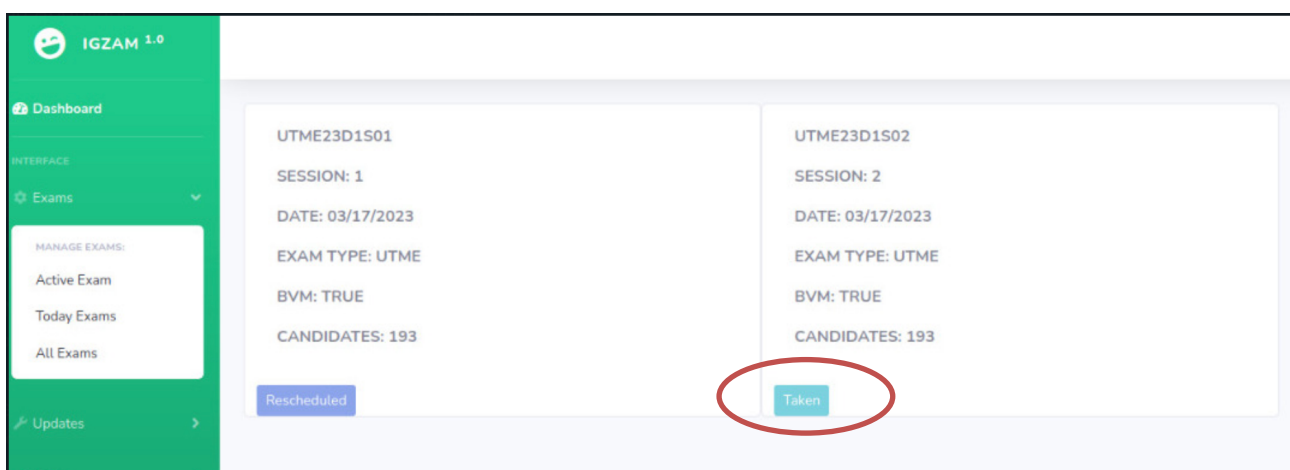 IGZAM 1.0
Dashboard
INTERFACE
Exams
MANAGE EXAMS:
Active Exam
Today Exams
All Exams
Updates
UTME23D1S01
SESSION: 1
DATE: 03/17/2023
EXAM TYPE: UTME
BVM: TRUE
CANDIDATES: 193
Rescheduled
UTME23D1S02
SESSION: 2
DATE: 03/17/2023
EXAM TYPE: UTME
BVM: TRUE
CANDIDATES: 193
Taken